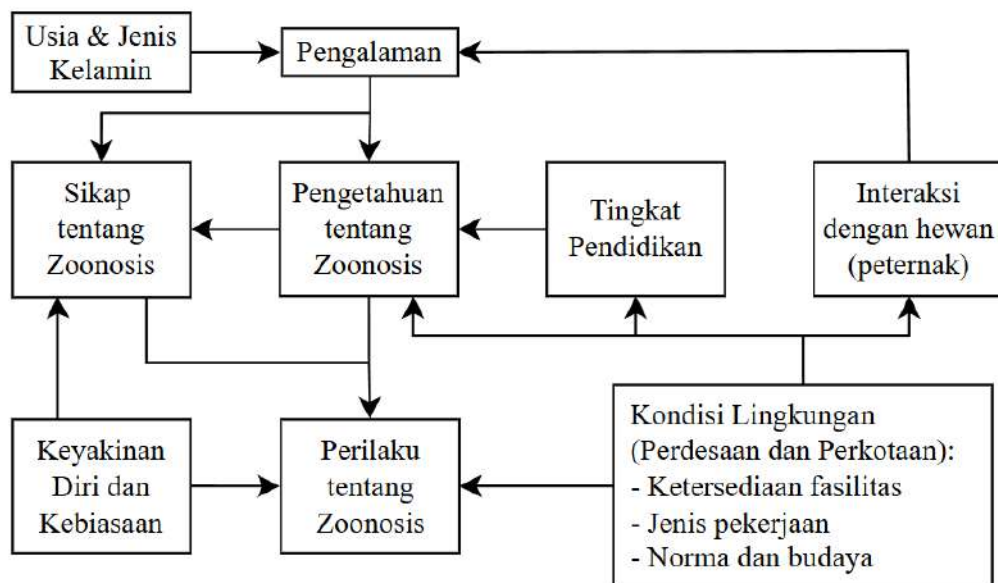 Usia & Jenis
Kelamin
Pengalaman
Sikap
tentang
Zoonosis
Pengetahuan
tentang
Zoonosis
Tingkat
Pendidikan
Interaksi
dengan hewan
(peternak)
Keyakinan
Diri dan
Kebiasaan
Perilaku
tentang
Zoonosis
Kondisi Lingkungan
(Perdesaan dan Perkotaan):
- Ketersediaan fasilitas
- Jenis pekerjaan
- Norma dan budaya